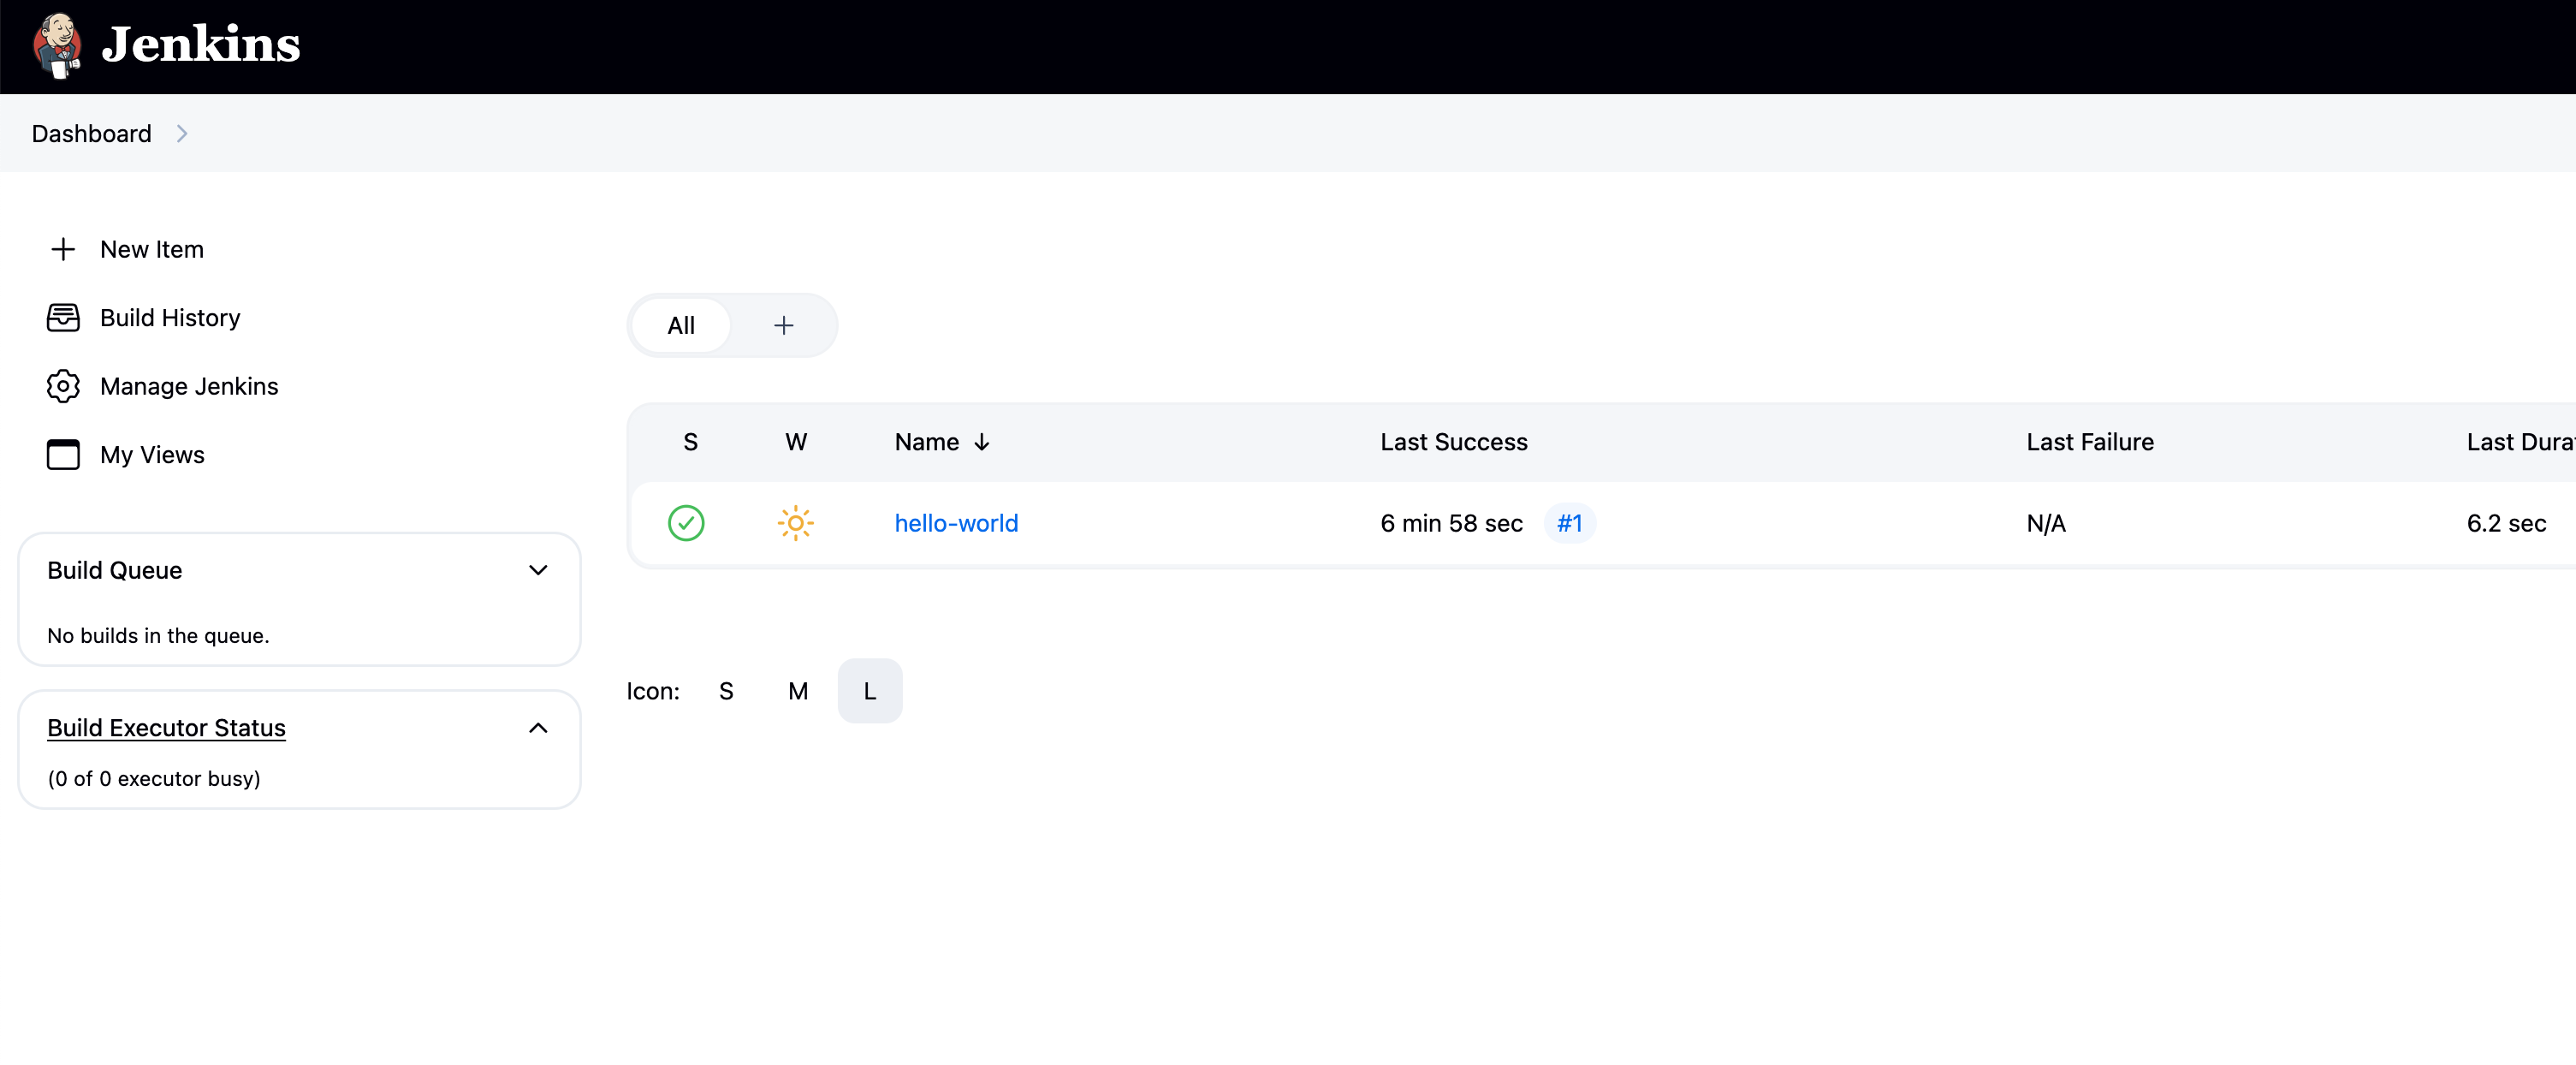 Jenkins
Dashboard
New Item
Build History
Manage Jenkins
My Views
Build Queue
No builds in the queue.
Build Executor Status
(0 of 0 executor busy)
All
S W Name ↓ Last Success Last Failure Last Dura
hello-world 6 min 58 sec #1 N/A 6.2 sec
Icon: S M L